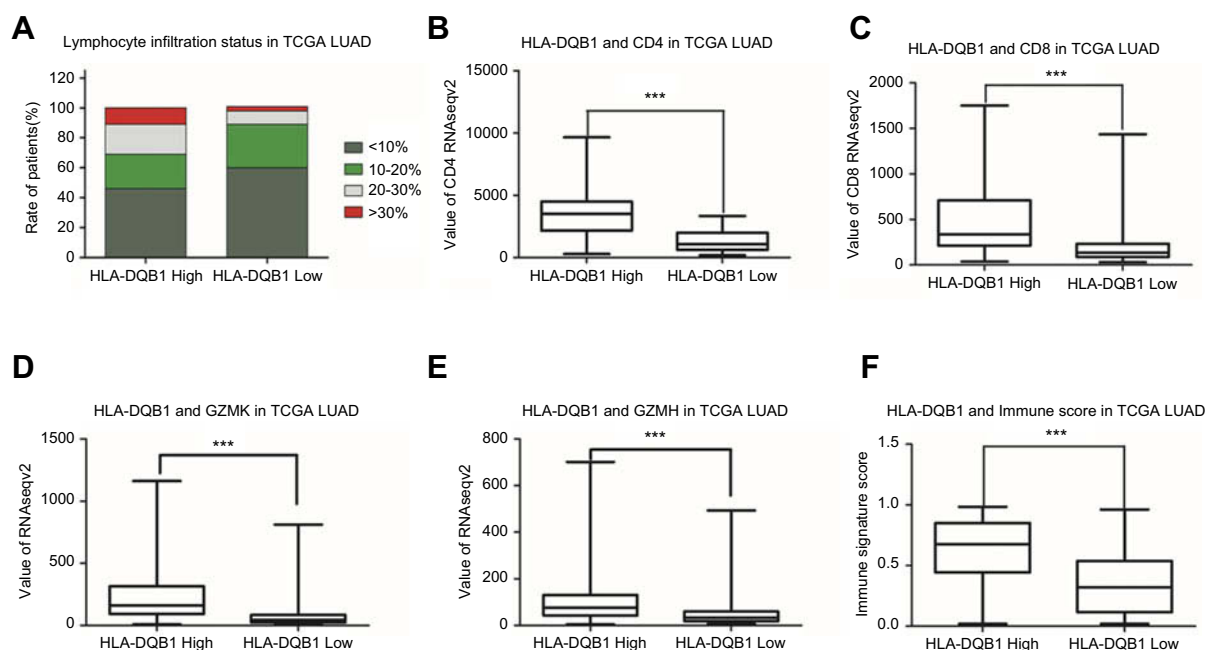 A
Lymphocyte infiltration status in TCGA LUAD
Rate of patients(%)
120
100
80
60
40
20
0
HLA-DQB1 High
HLA-DQB1 Low
<10%
10-20%
20-30%
>30%
B
HLA-DQB1 and CD4 in TCGA LUAD
Value of CD4 RNAseqv2
15000
10000
5000
0
***
HLA-DQB1 High
HLA-DQB1 Low
C
HLA-DQB1 and CD8 in TCGA LUAD
Value of CD8 RNAseqv2
2000
1500
1000
500
0
***
HLA-DQB1 High
HLA-DQB1 Low
D
HLA-DQB1 and GZMK in TCGA LUAD
Value of RNAseqv2
1500
1000
500
0
***
HLA-DQB1 High
HLA-DQB1 Low
E
HLA-DQB1 and GZMH in TCGA LUAD
Value of RNAseqv2
800
600
400
200
0
***
HLA-DQB1 High
HLA-DQB1 Low
F
HLA-DQB1 and Immune score in TCGA LUAD
Immune signature score
1.5
1.0
0.5
0.0
***
HLA-DQB1 High
HLA-DQB1 Low